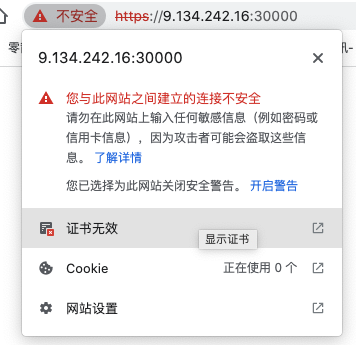 不安全 https://9.134.242.16:30000
零
讯-
9.134.242.16:30000
您与此网站之间建立的连接不安全
请勿在此网站上输入任何敏感信息（例如密码或
信用卡信息），因为攻击者可能会盗取这些信
息。 了解详情
您已选择为此网站关闭安全警告。 开启警告
证书无效
显示证书
Cookie 正在使用 0 个
网站设置